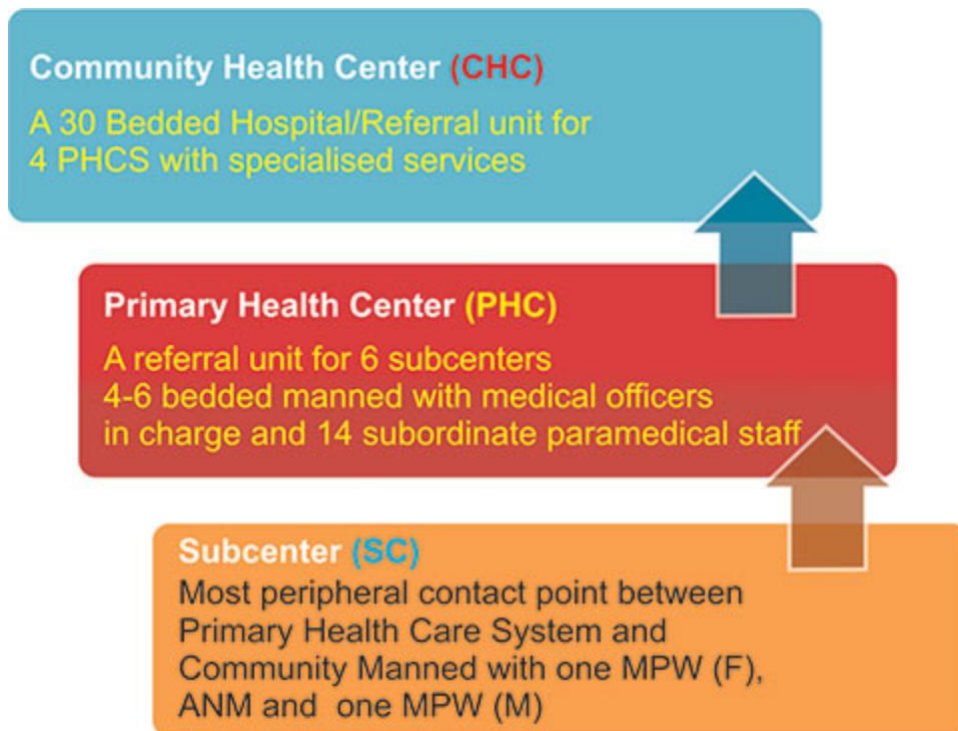 Community Health Center (CHC)
A 30 Bedded Hospital/Referral unit for
4 PHCS with specialised services
Primary Health Center (PHC)
A referral unit for 6 subcenters
4-6 bedded manned with medical officers
in charge and 14 subordinate paramedical staff
Subcenter (SC)
Most peripheral contact point between
Primary Health Care System and
Community Manned with one MPW (F),
ANM and one MPW (M)